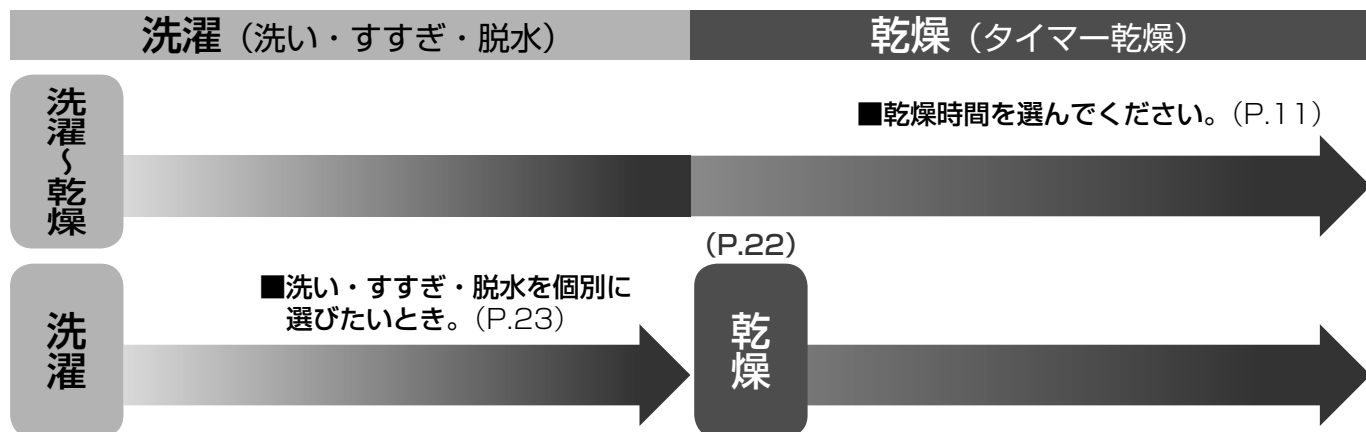 洗濯（洗い・すすぎ・脱水）
乾燥（タイマー乾燥）
洗濯～乾燥
■乾燥時間を選んでください。（P.11）
洗濯
■洗い・すすぎ・脱水を個別に
選びたいとき。（P.23）
（P.22）
乾燥